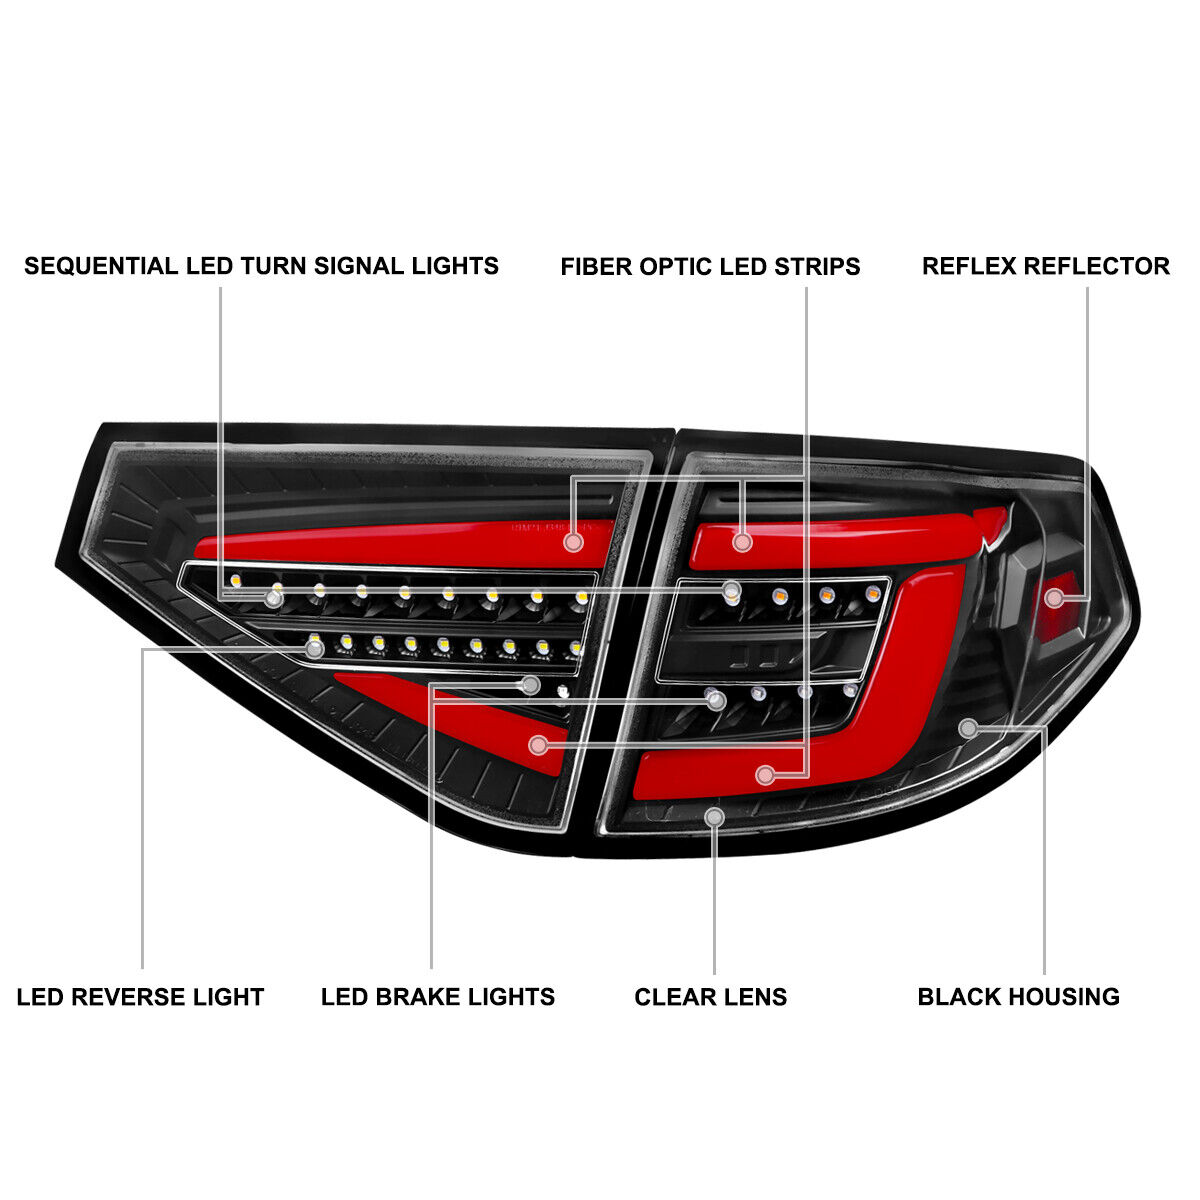 SEQUENTIAL LED TURN SIGNAL LIGHTS
FIBER OPTIC LED STRIPS
REFLEX REFLECTOR
LED REVERSE LIGHT
LED BRAKE LIGHTS
CLEAR LENS
BLACK HOUSING